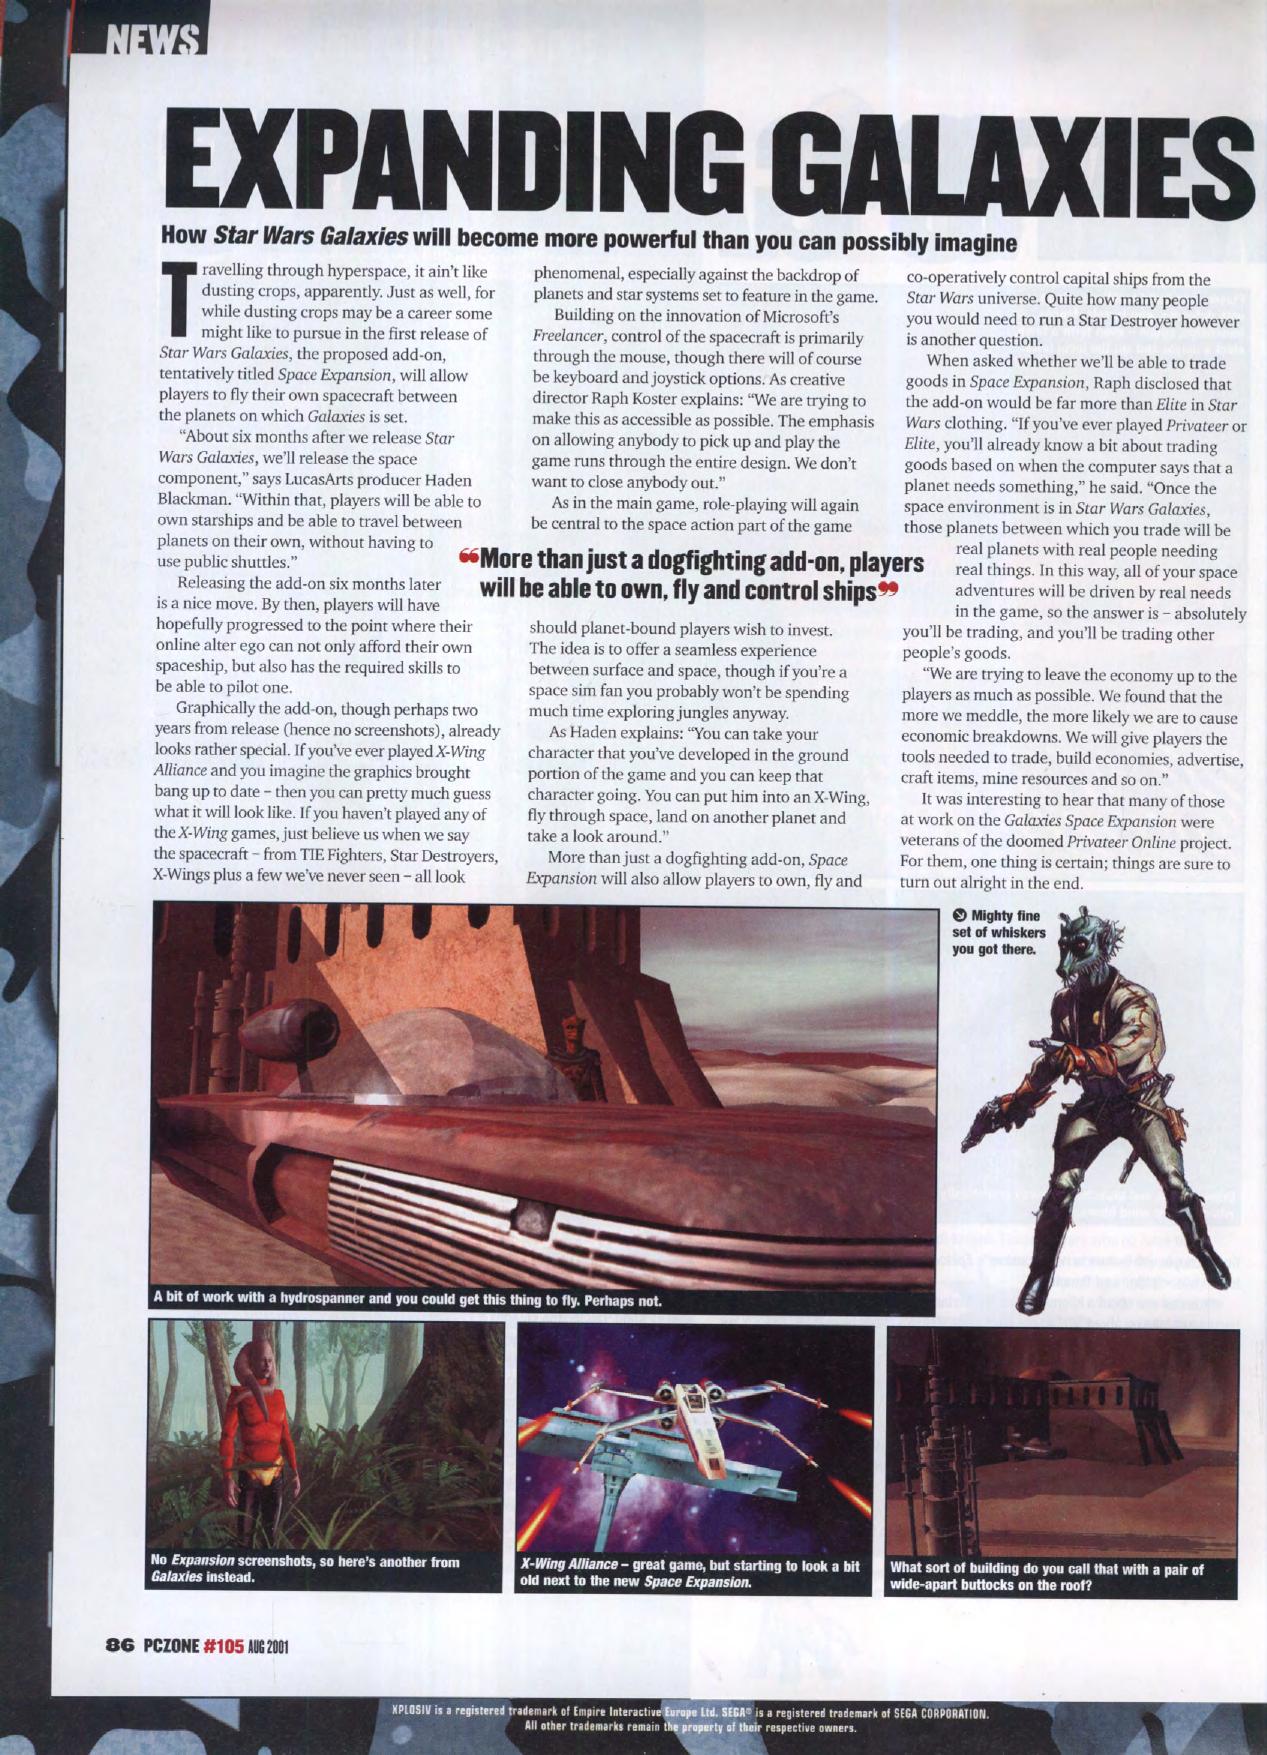 NEWS
EXPANDING GALAXIES
How Star Wars Galaxies will become more powerful than you can possibly imagine
Travelling through hyperspace, it ain't like
dusting crops, apparently. Just as well, for
while dusting crops may be a career some
might like to pursue in the first release of
Star Wars Galaxies, the proposed add-on,
tentatively titled Space Expansion, will allow
players to fly their own spacecraft between
the planets on which Galaxies is set.
"About six months after we release Star
Wars Galaxies, we'll release the space
component," says LucasArts producer Haden
Blackman. "Within that, players will be able to
own starships and be able to travel between
planets on their own, without having to
use public shuttles."
Releasing the add-on six months later
is a nice move. By then, players will have
hopefully progressed to the point where their
online alter ego can not only afford their own
spaceship, but also has the required skills to
be able to pilot one.
Graphically the add-on, though perhaps two
years from release (hence no screenshots), already
looks rather special. If you've ever played X-Wing
Alliance and you imagine the graphics brought
bang up to date – then you can pretty much guess
what it will look like. If you haven't played any of
the X-Wing games, just believe us when we say
the spacecraft – from TIE Fighters, Star Destroyers,
X-Wings plus a few we've never seen – all look
phenomenal, especially against the backdrop of
planets and star systems set to feature in the game.
Building on the innovation of Microsoft's
Freelancer, control of the spacecraft is primarily
through the mouse, though there will of course
be keyboard and joystick options. As creative
director Raph Koster explains: "We are trying to
make this as accessible as possible. The emphasis
on allowing anybody to pick up and play the
game runs through the entire design. We don't
want to close anybody out."
As in the main game, role-playing will again
be central to the space action part of the game
"More than just a dogfighting add-on, players
will be able to own, fly and control ships"
should planet-bound players wish to invest.
The idea is to offer a seamless experience
between surface and space, though if you're a
space sim fan you probably won't be spending
much time exploring jungles anyway.
As Haden explains: "You can take your
character that you've developed in the ground
portion of the game and you can keep that
character going. You can put him into an X-Wing,
fly through space, land on another planet and
take a look around."
More than just a dogfighting add-on, Space
Expansion will also allow players to own, fly and
co-operatively control capital ships from the
Star Wars universe. Quite how many people
you would need to run a Star Destroyer however
is another question.
When asked whether we'll be able to trade
goods in Space Expansion, Raph disclosed that
the add-on would be far more than Elite in Star
Wars clothing. "If you've ever played Privateer or
Elite, you'll already know a bit about trading
goods based on when the computer says that a
planet needs something," he said. "Once the
space environment is in Star Wars Galaxies,
those planets between which you trade will be
real planets with real people needing
real things. In this way, all of your space
adventures will be driven by real needs
in the game, so the answer is – absolutely
you'll be trading, and you'll be trading other
people's goods.
"We are trying to leave the economy up to the
players as much as possible. We found that the
more we meddle, the more likely we are to cause
economic breakdowns. We will give players the
tools needed to trade, build economies, advertise,
craft items, mine resources and so on."
It was interesting to hear that many of those
at work on the Galaxies Space Expansion were
veterans of the doomed Privateer Online project.
For them, one thing is certain; things are sure to
turn out alright in the end.
Mighty fine
set of whiskers
you got there.
A bit of work with a hydrospanner and you could get this thing to fly. Perhaps not.
No Expansion screenshots, so here's another from
Galaxies instead.
X-Wing Alliance – great game, but starting to look a bit
old next to the new Space Expansion.
What sort of building do you call that with a pair of
wide-apart buttocks on the roof?
86 PCZONE #105 AUG 2001
XPLOSIV is a registered trademark of Empire Interactive Europe Ltd. SEGA® is a registered trademark of SEGA CORPORATION.
All other trademarks remain the property of their respective owners.